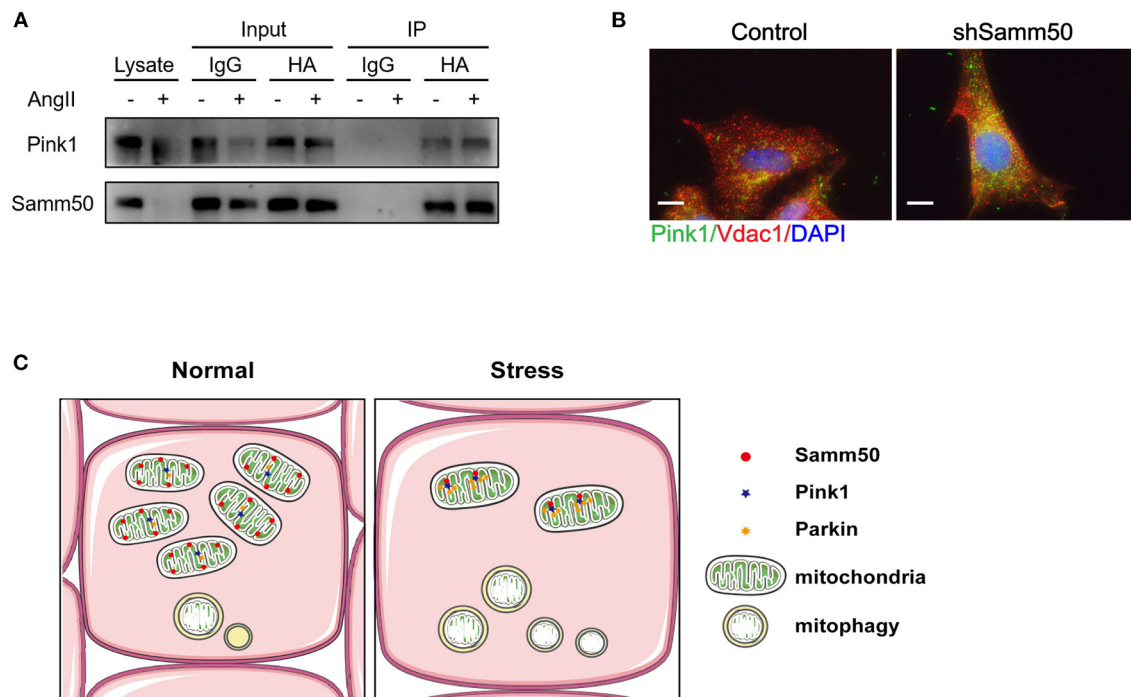 A
Input IP
Lysate IgG HA IgG HA
AngII - + - + - + - + - +
Pink1
Samm50
B
Control shSamm50
Pink1/Vdac1/DAPI
C
Normal Stress
Samm50
Pink1
Parkin
mitochondria
mitophagy